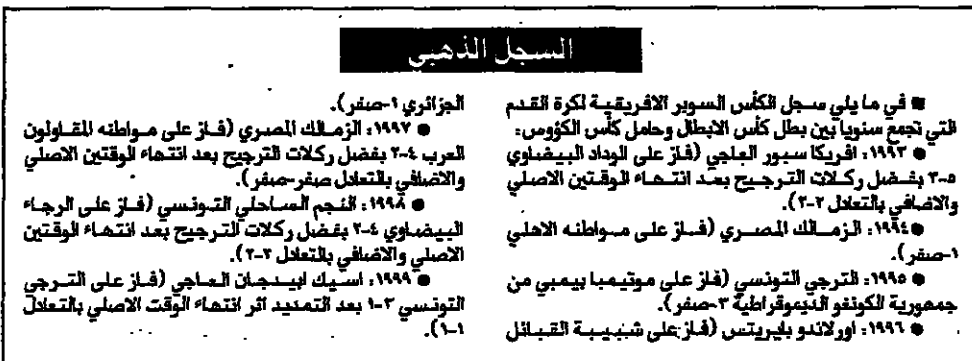 السجل الذهبي
■ في ما يلي سجل الكأس السوبر الافريقية لكرة القدم
التي تجمع سنويا بين بطل كأس الابطال وحامل كأس الكؤوس:
● ١٩٩٣: افريكا سبور العاجي (فاز على الوداد البيضاوي
٥-٣ بفضل ركلات الترجيح بعد انتهاء الوقتين الاصلي
والاضافي بالتعادل ٢-٢).
● ١٩٩٤: الزمالك المصري (فاز على مواطنه الاهلي
١-صفر).
● ١٩٩٥: الترجي التونسي (فاز على موتيمبا بيمبي من
جمهورية الكونغو الديموقراطية ٣-صفر).
● ١٩٩٦: اورلاندو بايريتس (فاز على شبيبة القبائل
الجزائري ١-صفر).
● ١٩٩٧: الزمالك المصري (فاز على مواطنه المقاولون
العرب ٤-٢ بفضل ركلات الترجيح بعد انتهاء الوقتين الاصلي
والاضافي بالتعادل صفر-صفر).
● ١٩٩٨: النجم الساحلي التونسي (فاز على الرجاء
البيضاوي ٤-٢ بفضل ركلات الترجيح بعد انتهاء الوقتين
الاصلي والاضافي بالتعادل ٢-٢).
● ١٩٩٩: اسيك ابيدجان العاجي (فاز على الترجي
التونسي ٣-١ بعد التمديد اثر انتهاء الوقت الاصلي بالتعادل
١-١).